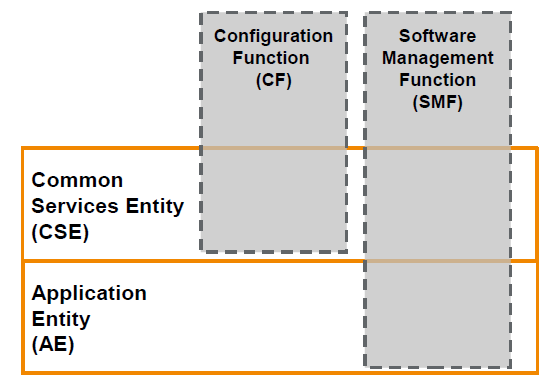 Configuration
Function
(CF)
Software
Management
Function
(SMF)
Common
Services Entity
(CSE)
Application
Entity
(AE)